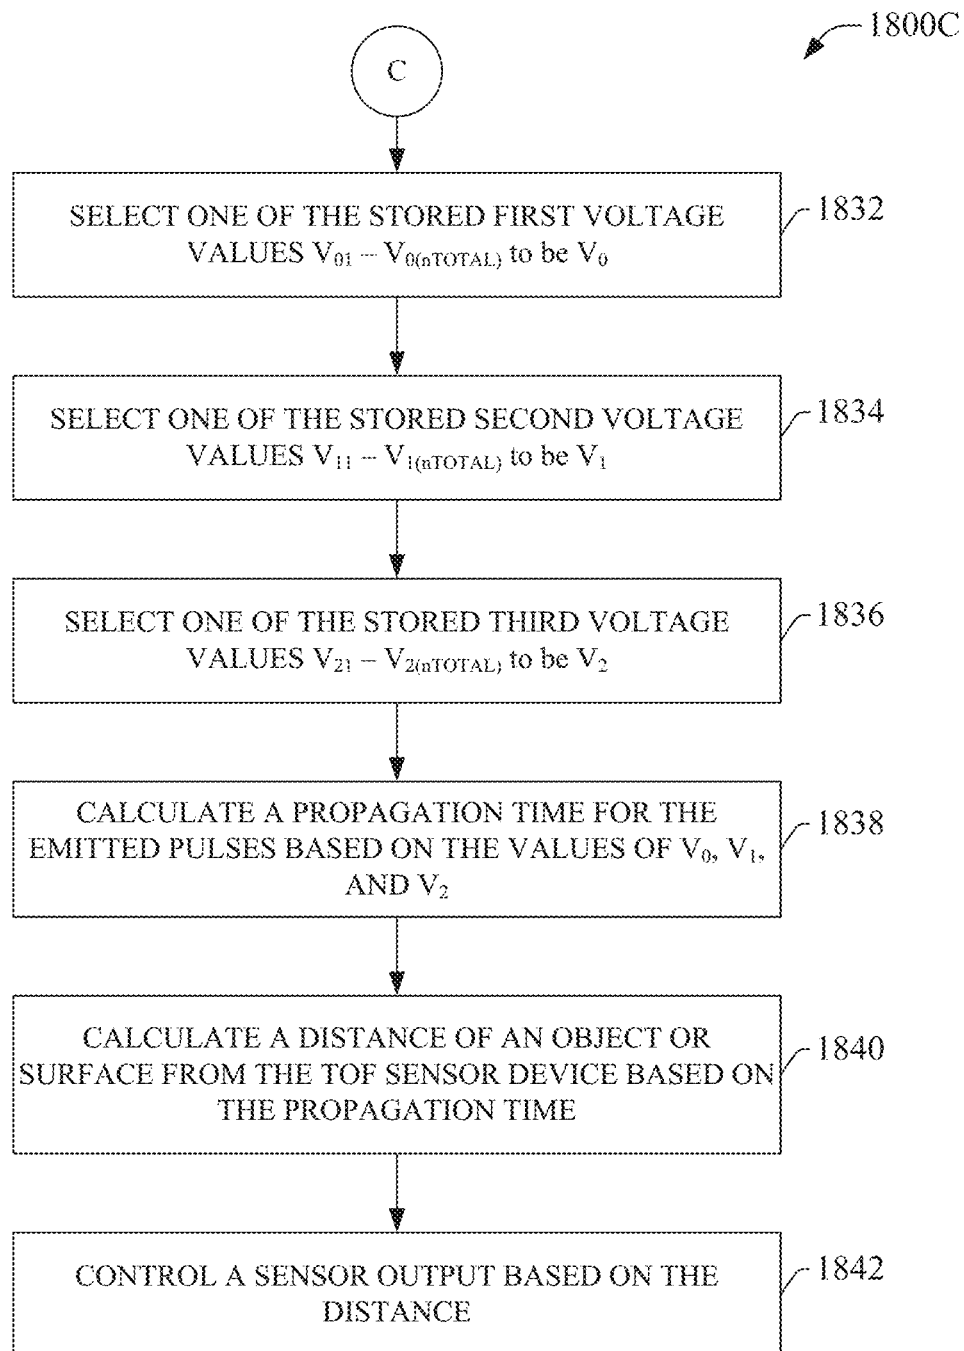 1800C
C
SELECT ONE OF THE STORED FIRST VOLTAGE
VALUES V01 – V0(nTOTAL) to be V0
1832
SELECT ONE OF THE STORED SECOND VOLTAGE
VALUES V11 – V1(nTOTAL) to be V1
1834
SELECT ONE OF THE STORED THIRD VOLTAGE
VALUES V21 – V2(nTOTAL) to be V2
1836
CALCULATE A PROPAGATION TIME FOR THE
EMITTED PULSES BASED ON THE VALUES OF V0, V1,
AND V2
1838
CALCULATE A DISTANCE OF AN OBJECT OR
SURFACE FROM THE TOF SENSOR DEVICE BASED ON
THE PROPAGATION TIME
1840
CONTROL A SENSOR OUTPUT BASED ON THE
DISTANCE
1842